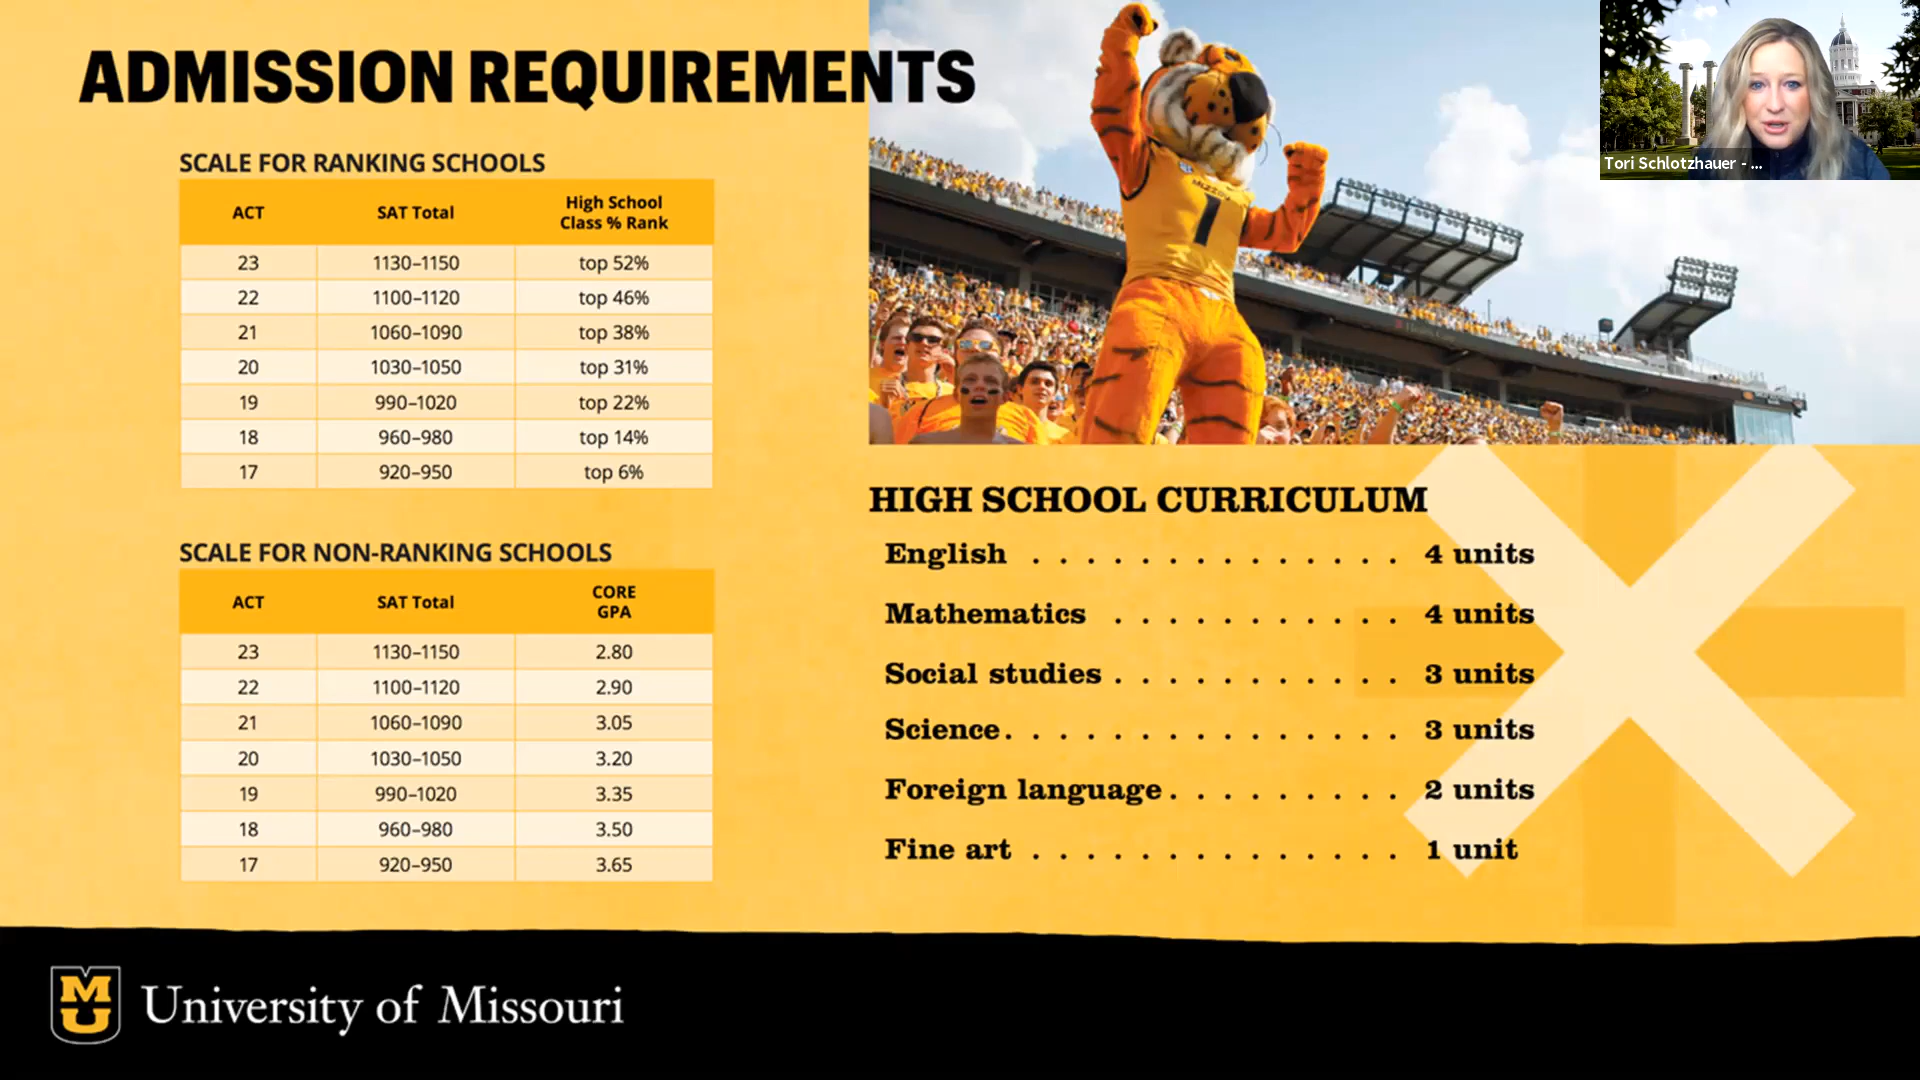 ADMISSION REQUIREMENTS
SCALE FOR RANKING SCHOOLS
ACT SAT Total High School Class % Rank
23 1130–1150 top 52%
22 1100–1120 top 46%
21 1060–1090 top 38%
20 1030–1050 top 31%
19 990–1020 top 22%
18 960–980 top 14%
17 920–950 top 6%
SCALE FOR NON-RANKING SCHOOLS
ACT SAT Total CORE GPA
23 1130–1150 2.80
22 1100–1120 2.90
21 1060–1090 3.05
20 1030–1050 3.20
19 990–1020 3.35
18 960–980 3.50
17 920–950 3.65
Tori Schlotzhauer - ...
MIZZOU
1
HIGH SCHOOL CURRICULUM
English . . . . . . . . . . . . . . 4 units
Mathematics . . . . . . . . . . . 4 units
Social studies . . . . . . . . . . . 3 units
Science . . . . . . . . . . . . . . . 3 units
Foreign language . . . . . . . . . 2 units
Fine art . . . . . . . . . . . . . . 1 unit
MU
University of Missouri